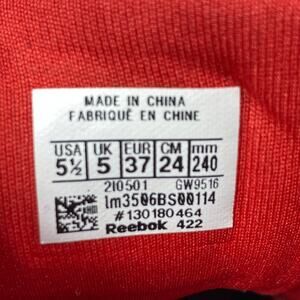 MADE IN CHINA
FABRIQUÉ EN CHINE
USA UK EUR CM mm
5½ 5 37 24 240
210501 GW9516
KHD lm3506BS00114
#130180464
Reebok 422